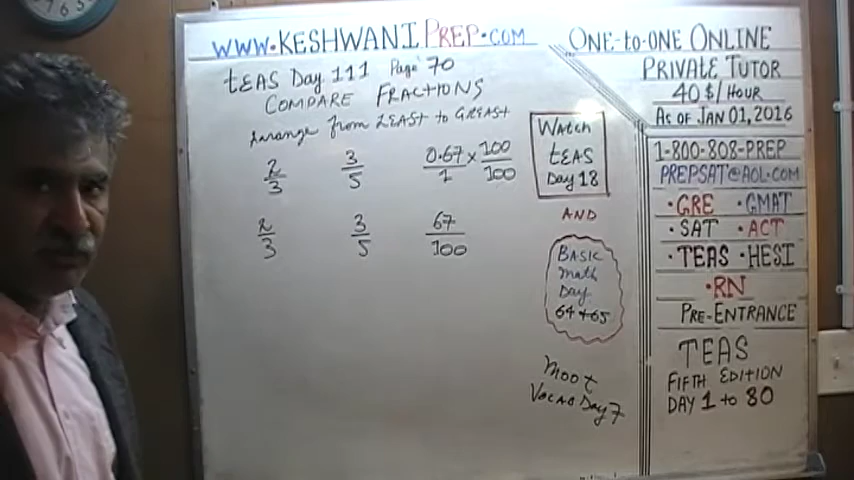 WWW.KESHWANIPREP.COM
TEAS Day 111 Page 70
COMPARE FRACTIONS
Arrange from LEAST to GREAST
2/3 3/5 0.67/1 × 100/100
2/3 3/5 67/100
Watch
TEAS
Day 18
AND
BASIC
Math
Day
64+65
MOOT
VOCAB Day 7
ONE-to-ONE ONLINE
PRIVATE TUTOR
40$/HOUR
AS OF JAN 01, 2016
1-800-808-PREP
PREPSAT@AOL.COM
•GRE •GMAT
•SAT •ACT
•TEAS •HESI
•RN
PRE-ENTRANCE
TEAS
FIFTH EDITION
DAY 1 to 80